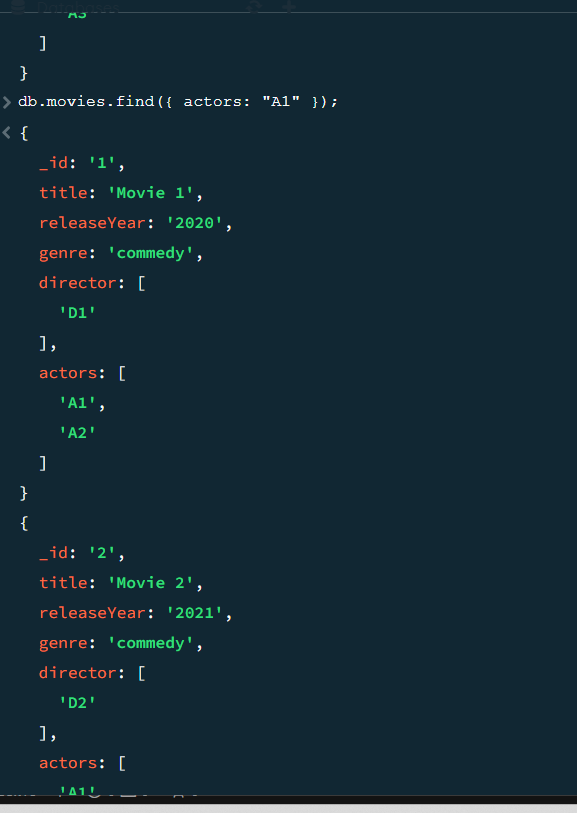 A3
]
}
db.movies.find({ actors: "A1" });
{
_id: '1',
title: 'Movie 1',
releaseYear: '2020',
genre: 'commedy',
director: [
'D1'
],
actors: [
'A1',
'A2'
]
}
{
_id: '2',
title: 'Movie 2',
releaseYear: '2021',
genre: 'commedy',
director: [
'D2'
],
actors: [
'A1'